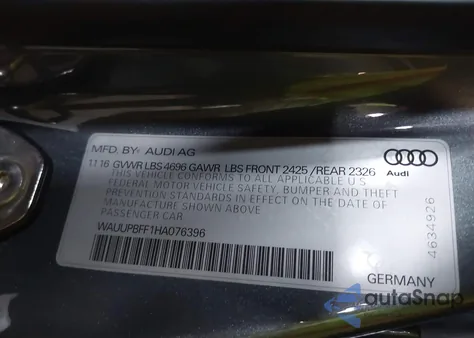 MFD. BY: AUDI AG
11 16 GVWR LBS 4696 GAWR LBS FRONT 2425 /REAR 2326
THIS VEHICLE CONFORMS TO ALL APPLICABLE U S
FEDERAL MOTOR VEHICLE SAFETY, BUMPER AND THEFT
PREVENTION STANDARDS IN EFFECT ON THE DATE OF
MANUFACTURE SHOWN ABOVE
PASSENGER CAR
WAUUPBFF1HA076396
Audi
4634926
GERMANY
autoSnap